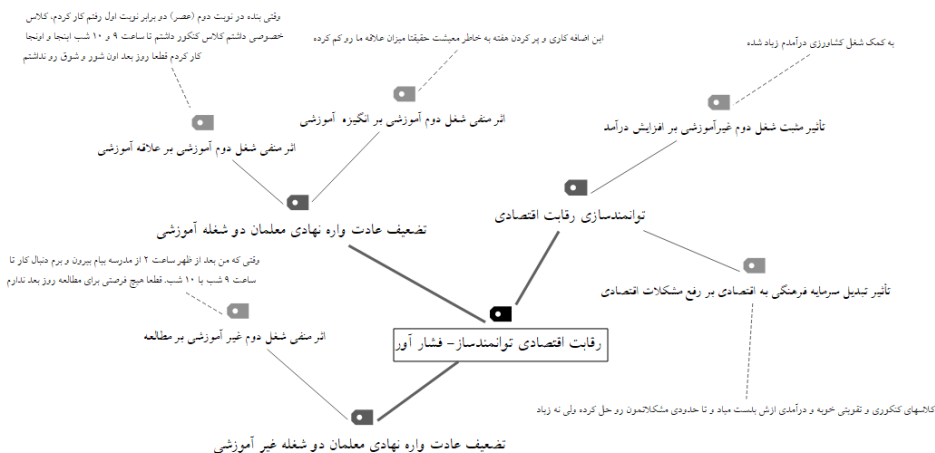 وقتی بنده در نوبت دوم (عصر) دو برابر نوبت اول رفتم کار کردم، کلاس
خصوصی داشتم کلاس کنکور داشتم تا ساعت ۹ و ۱۰ شب اینجا و اونجا
کار کردم قطعا روز بعد اون شور و شوق رو نداشتم
این اضافه کاری و پر کردن هفته به خاطر معیشت حقیقتا میزان علاقه ما رو کم کرده
به کمک شغل کشاورزی درآمدم زیاد شده
اثر منفی شغل دوم آموزشی بر انگیزه آموزشی
تأثیر مثبت شغل دوم غیرآموزشی بر افزایش درآمد
اثر منفی شغل دوم آموزشی بر علاقه آموزشی
توانمندسازی رقابت اقتصادی
تضعیف عادت واره نهادی معلمان دو شغله آموزشی
وقتی که من بعد از ظهر ساعت ۲ از مدرسه بیام بیرون و برم دنبال کار تا
ساعت ۹ شب یا ۱۰ شب. قطعا هیچ فرصتی برای مطالعه روز بعد ندارم
تأثیر تبدیل سرمایه فرهنگی به اقتصادی بر رفع مشکلات اقتصادی
اثر منفی شغل دوم غیر آموزشی بر مطالعه
رقابت اقتصادی توانمندساز- فشار آور
کلاسهای کنکوری و تقویتی خوبه و درآمدی ازش بدست میاد و تا حدودی مشکلاتمون رو حل کرده ولی نه زیاد
تضعیف عادت واره نهادی معلمان دو شغله غیر آموزشی